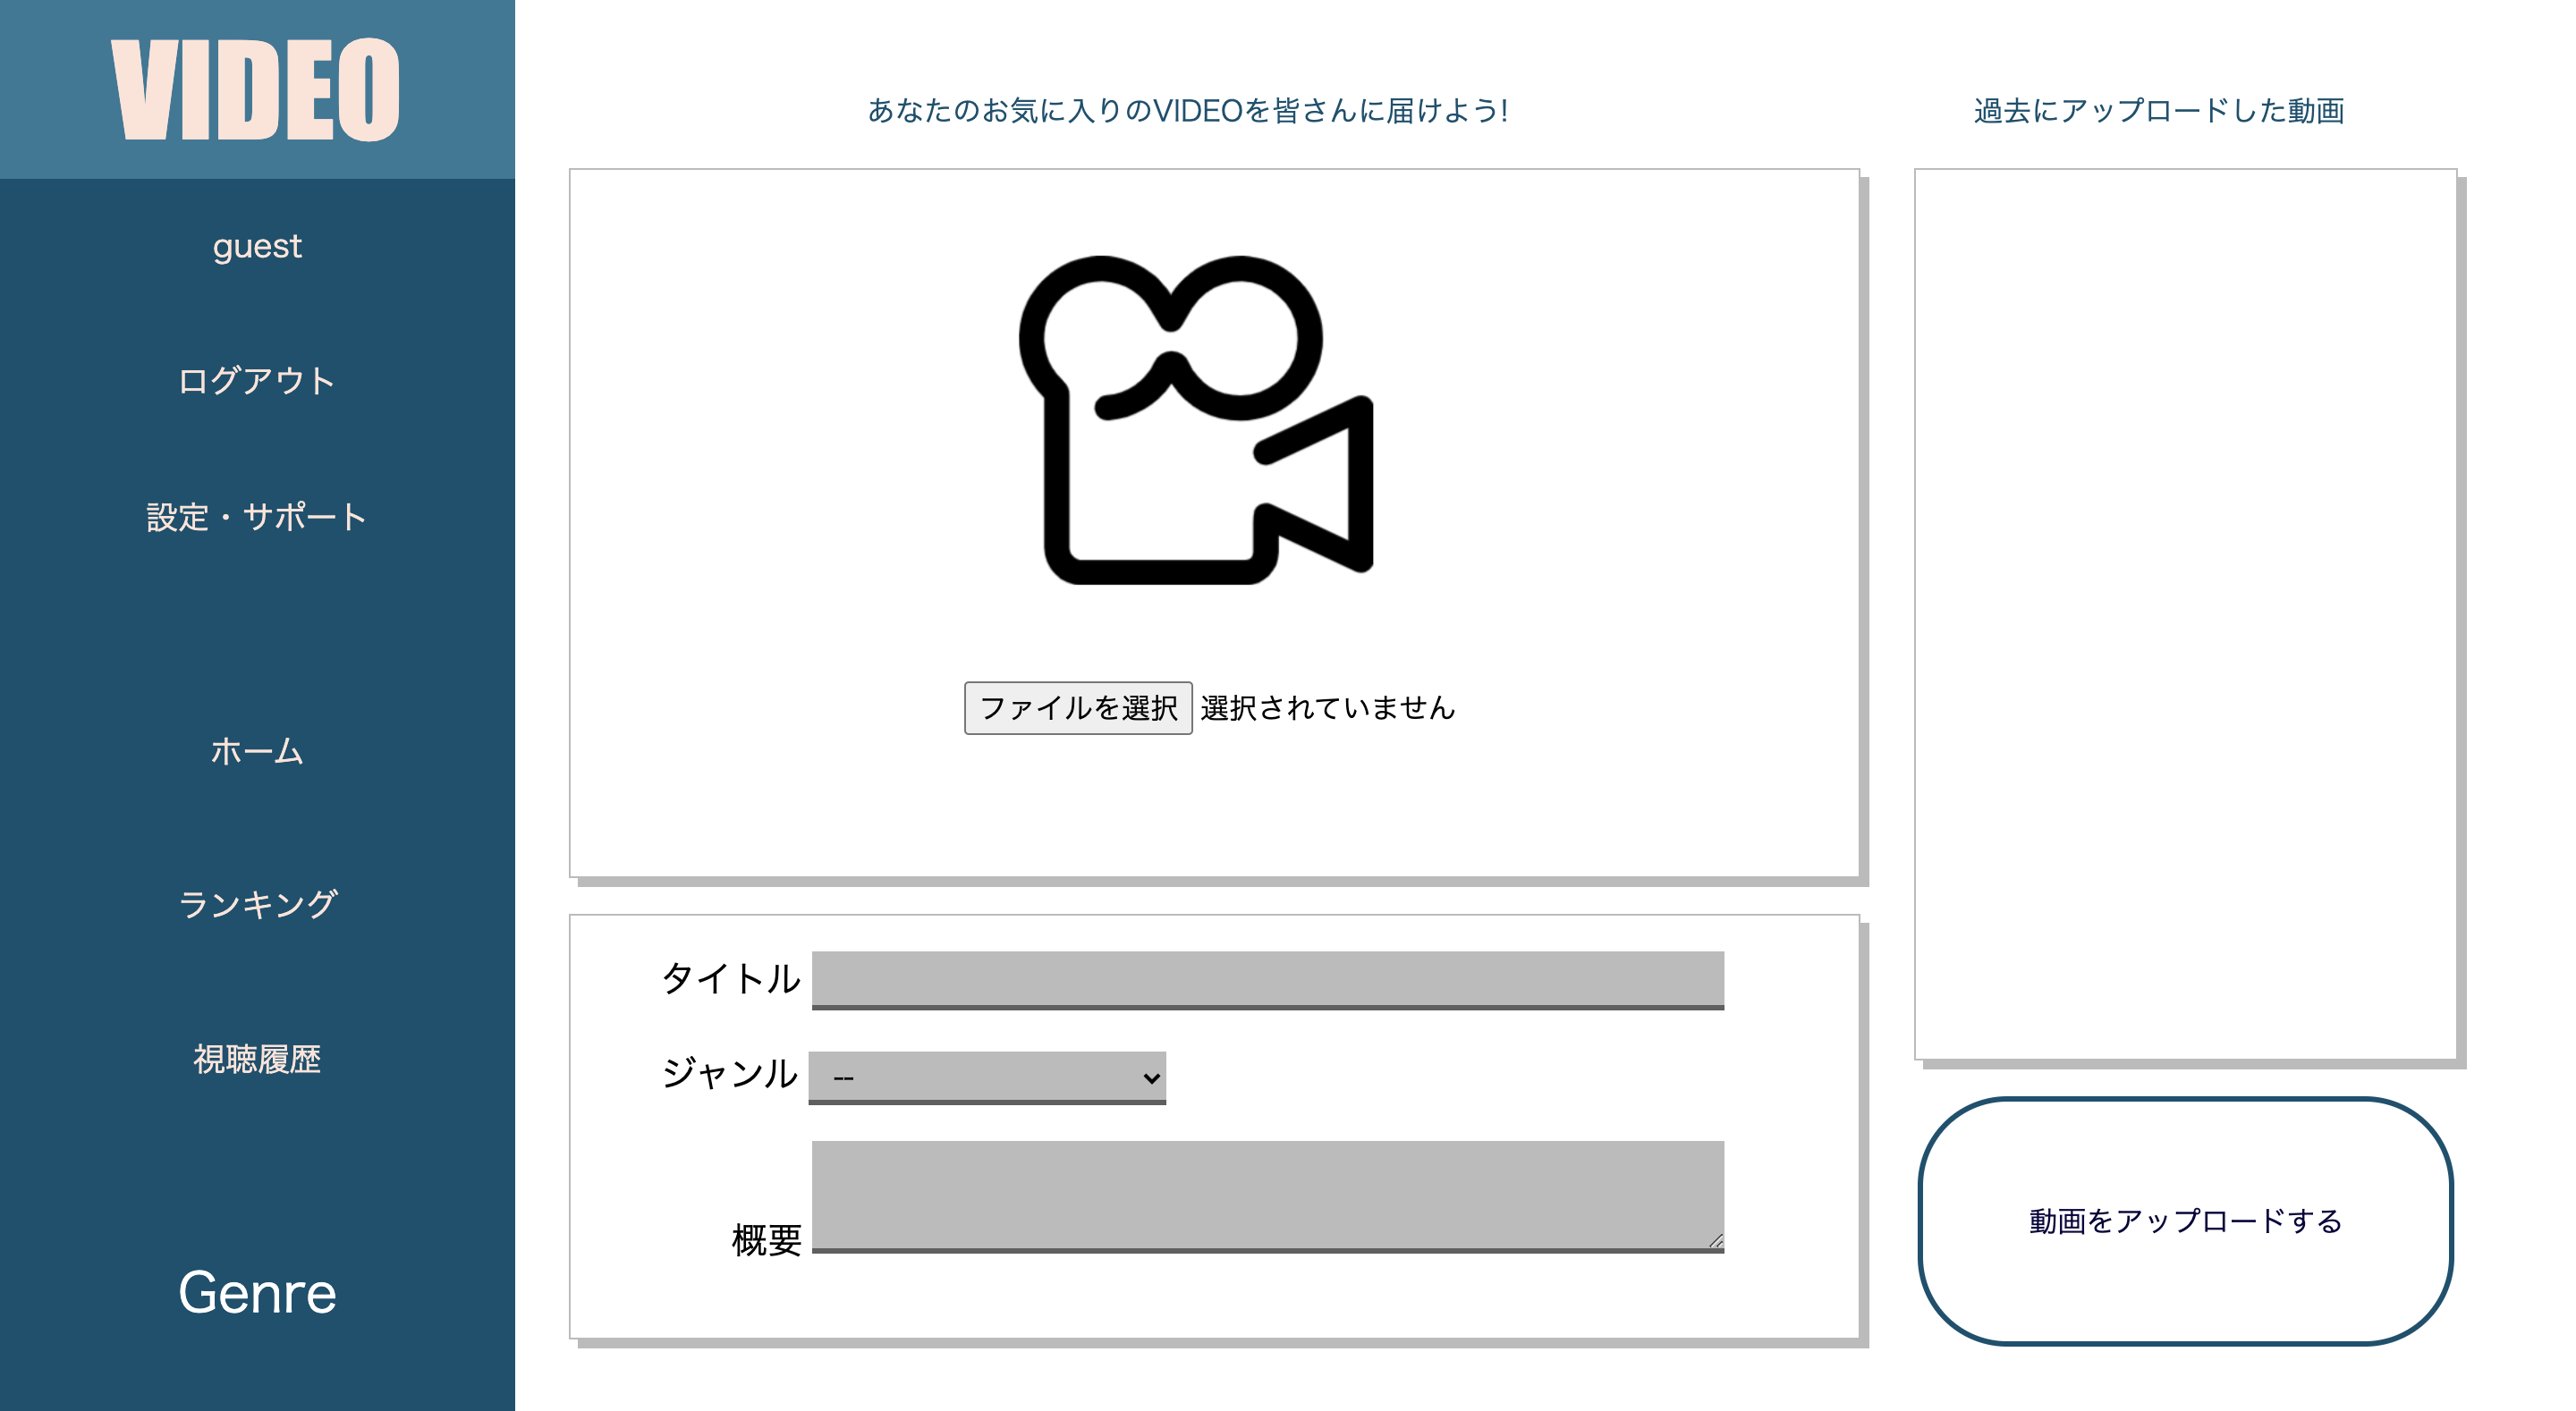 VIDEO
guest
ログアウト
設定・サポート
ホーム
ランキング
視聴履歴
Genre
あなたのお気に入りのVIDEOを皆さんに届けよう!
ファイルを選択 選択されていません
タイトル
ジャンル --
概要
過去にアップロードした動画
動画をアップロードする